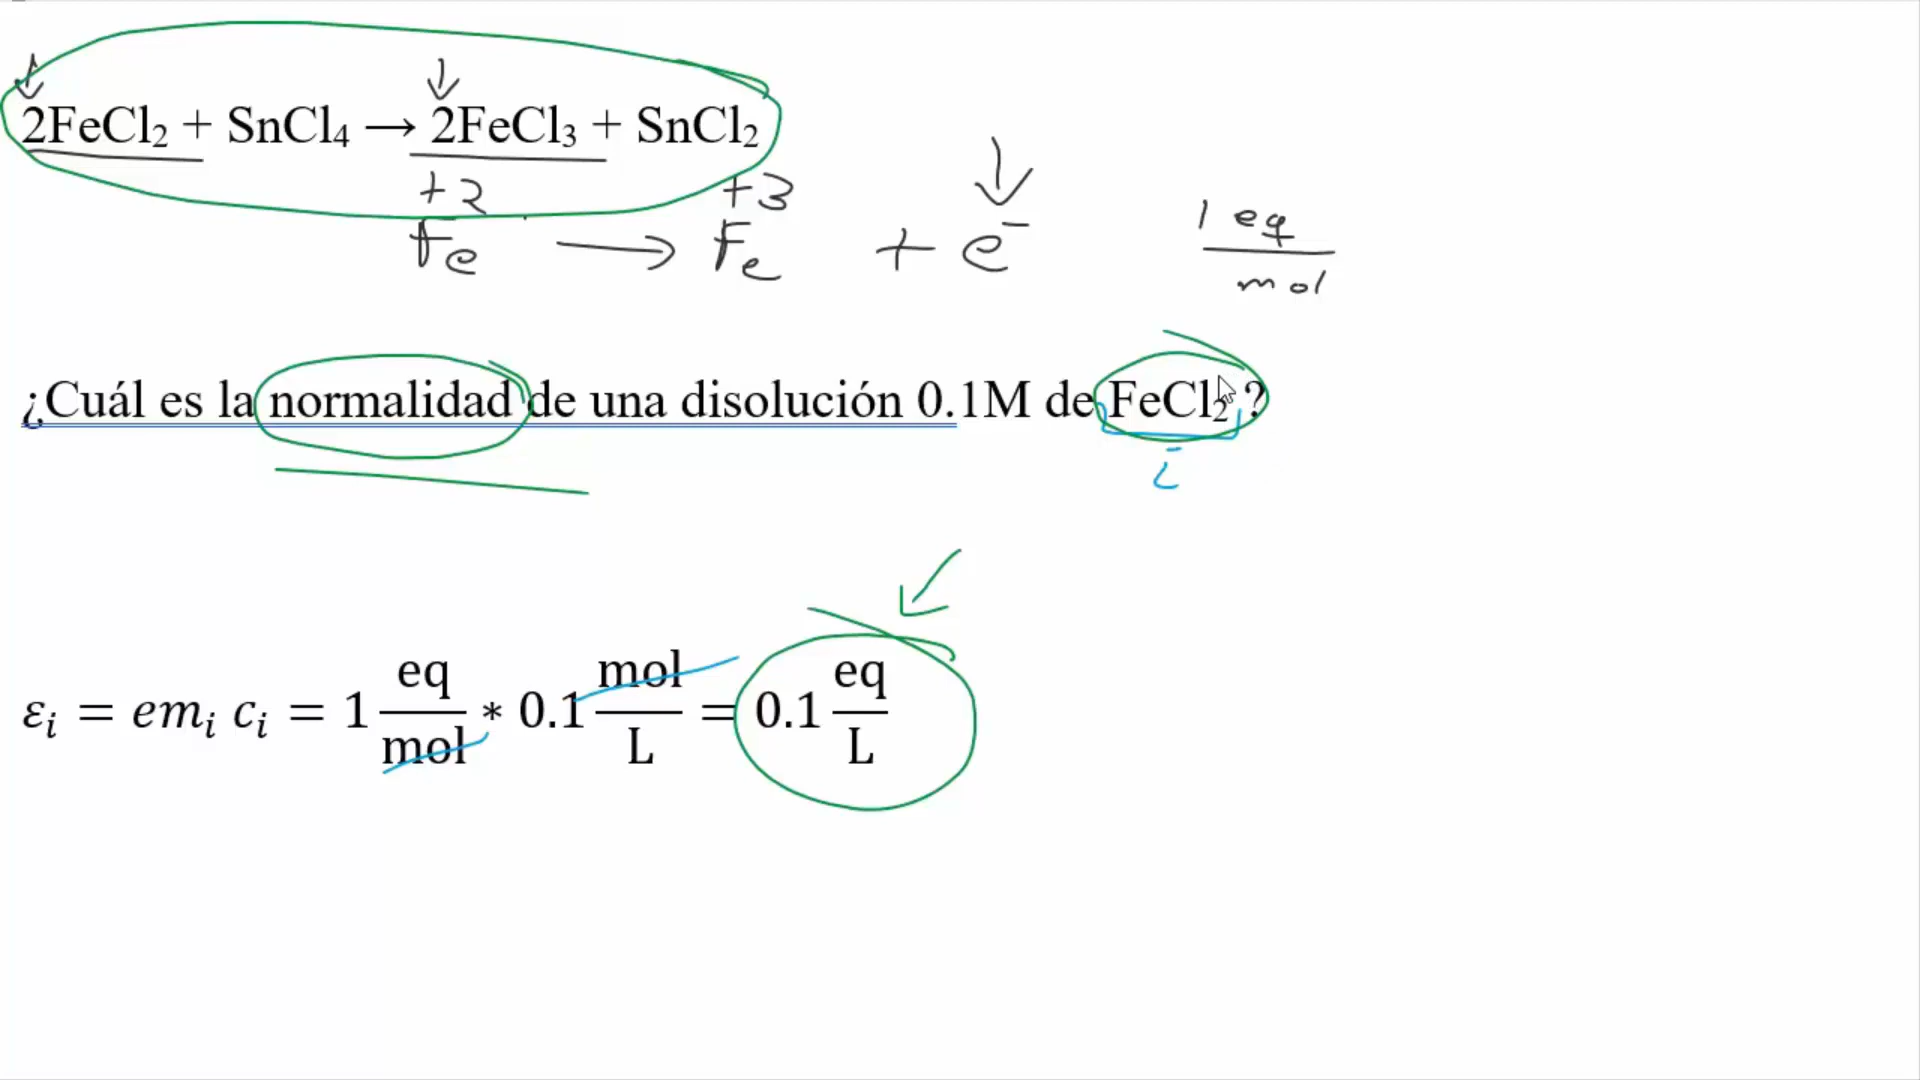 2FeCl₂ + SnCl₄ → 2FeCl₃ + SnCl₂
+2 +3
Fe → Fe + e⁻
1 eq
mol
¿Cuál es la normalidad de una disolución 0.1M de FeCl₂ ?
i
εᵢ = emᵢ cᵢ = 1 eq/mol * 0.1 mol/L = 0.1 eq/L